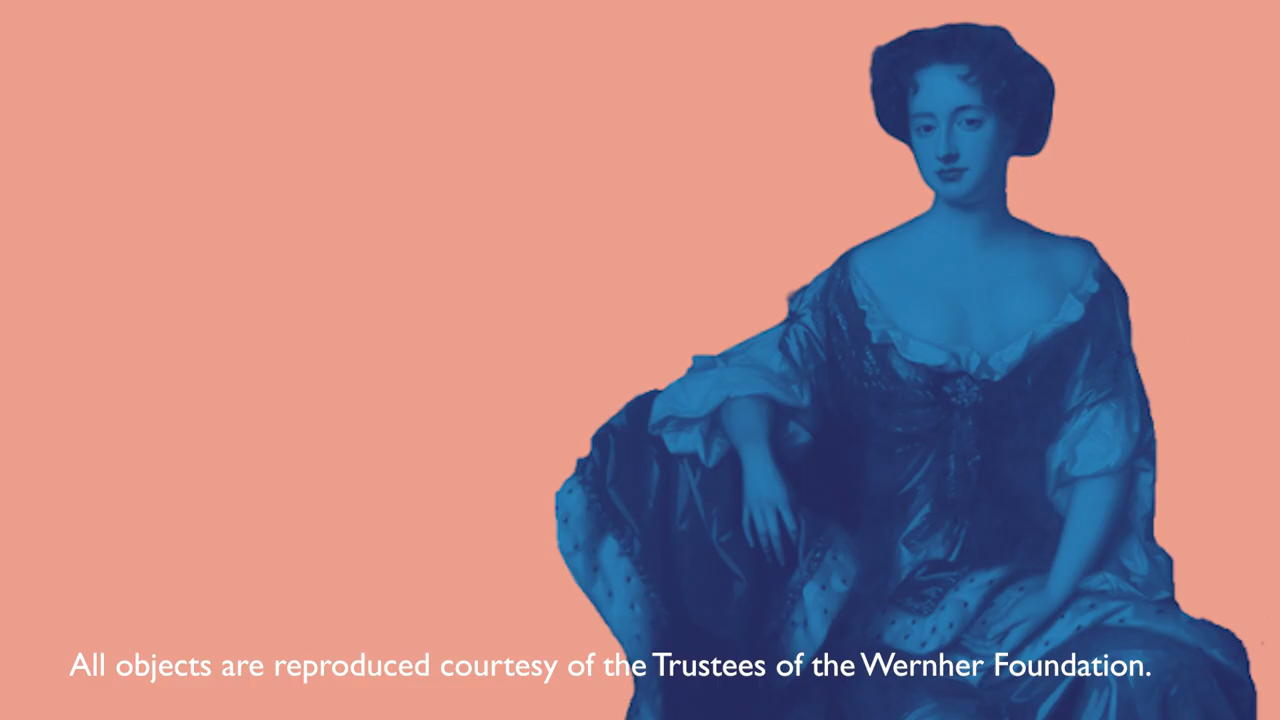 All objects are reproduced courtesy of the Trustees of the Wernher Foundation.